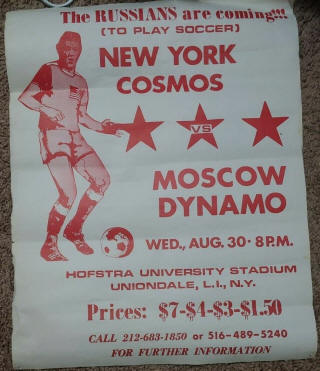 The RUSSIANS are coming!!!
(TO PLAY SOCCER)
NEW YORK
COSMOS
VS
MOSCOW
DYNAMO
WED., AUG. 30 • 8 P.M.
HOFSTRA UNIVERSITY STADIUM
UNIONDALE, L.I., N.Y.
Prices: $7-$4-$3-$1.50
CALL 212-683-1850 or 516-489-5240
FOR FURTHER INFORMATION